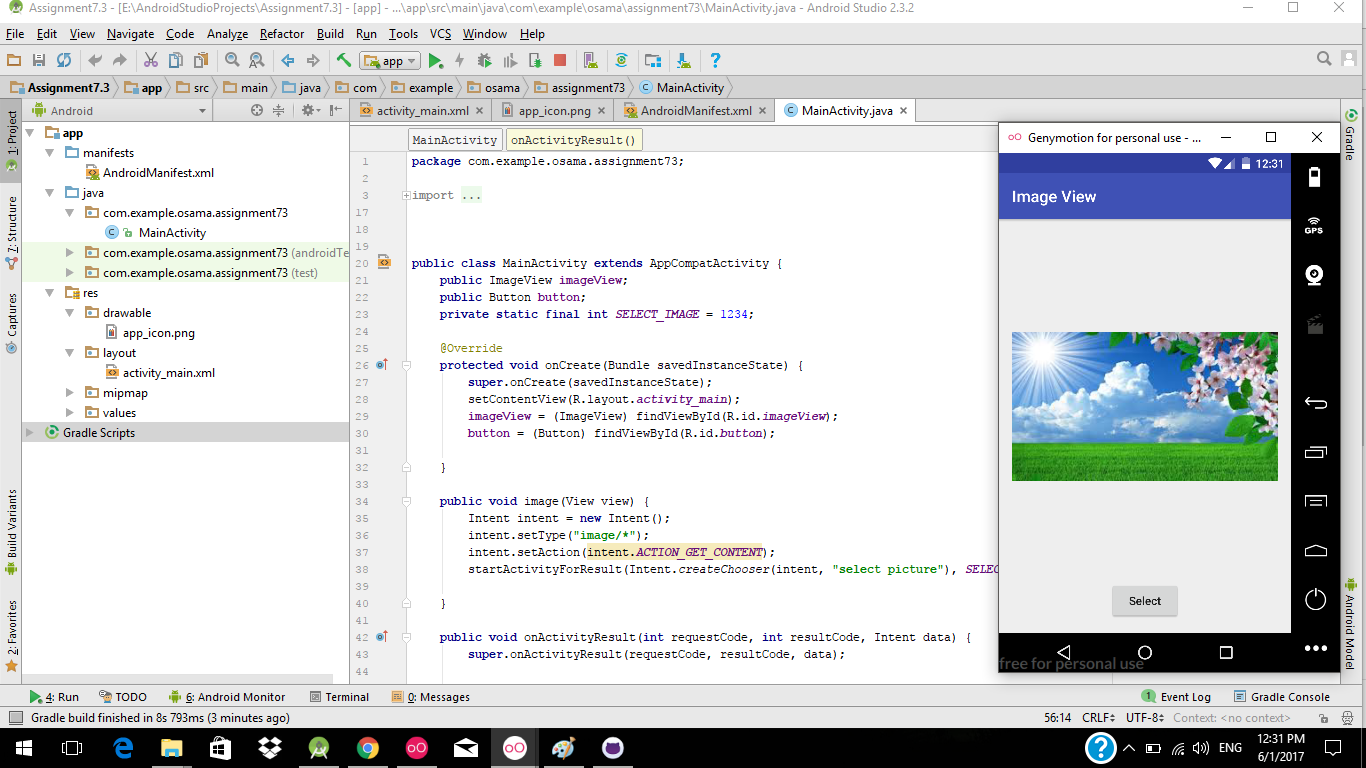 Assignment7.3 - [E:\AndroidStudioProjects\Assignment7.3] - [app] - ...\app\src\main\java\com\example\osama\assignment73\MainActivity.java - Android Studio 2.3.2
File Edit View Navigate Code Analyze Refactor Build Run Tools VCS Window Help
app
Assignment7.3 app src main java com example osama assignment73 MainActivity
Android
activity_main.xml app_icon.png AndroidManifest.xml MainActivity.java
1: Project
7: Structure
Captures
Build Variants
2: Favorites
app
manifests
AndroidManifest.xml
java
com.example.osama.assignment73
MainActivity
com.example.osama.assignment73 (androidTe
com.example.osama.assignment73 (test)
res
drawable
app_icon.png
layout
activity_main.xml
mipmap
values
Gradle Scripts
MainActivity onActivityResult()
1 package com.example.osama.assignment73;
2
3 import ...
17
18
19
20 public class MainActivity extends AppCompatActivity {
21 public ImageView imageView;
22 public Button button;
23 private static final int SELECT_IMAGE = 1234;
24
25 @Override
26 protected void onCreate(Bundle savedInstanceState) {
27 super.onCreate(savedInstanceState);
28 setContentView(R.layout.activity_main);
29 imageView = (ImageView) findViewById(R.id.imageView);
30 button = (Button) findViewById(R.id.button);
31
32 }
33
34 public void image(View view) {
35 Intent intent = new Intent();
36 intent.setType("image/*");
37 intent.setAction(intent.ACTION_GET_CONTENT);
38 startActivityForResult(Intent.createChooser(intent, "select picture"), SELEC
39
40 }
41
42 public void onActivityResult(int requestCode, int resultCode, Intent data) {
43 super.onActivityResult(requestCode, resultCode, data);
44
Genymotion for personal use - ...
12:31
Image View
GPS
Select
free for personal use
Gradle
Android Model
4: Run TODO 6: Android Monitor Terminal 0: Messages 1 Event Log Gradle Console
Gradle build finished in 8s 793ms (3 minutes ago) 56:14 CRLF UTF-8 Context: <no context>
ENG
12:31 PM
6/1/2017